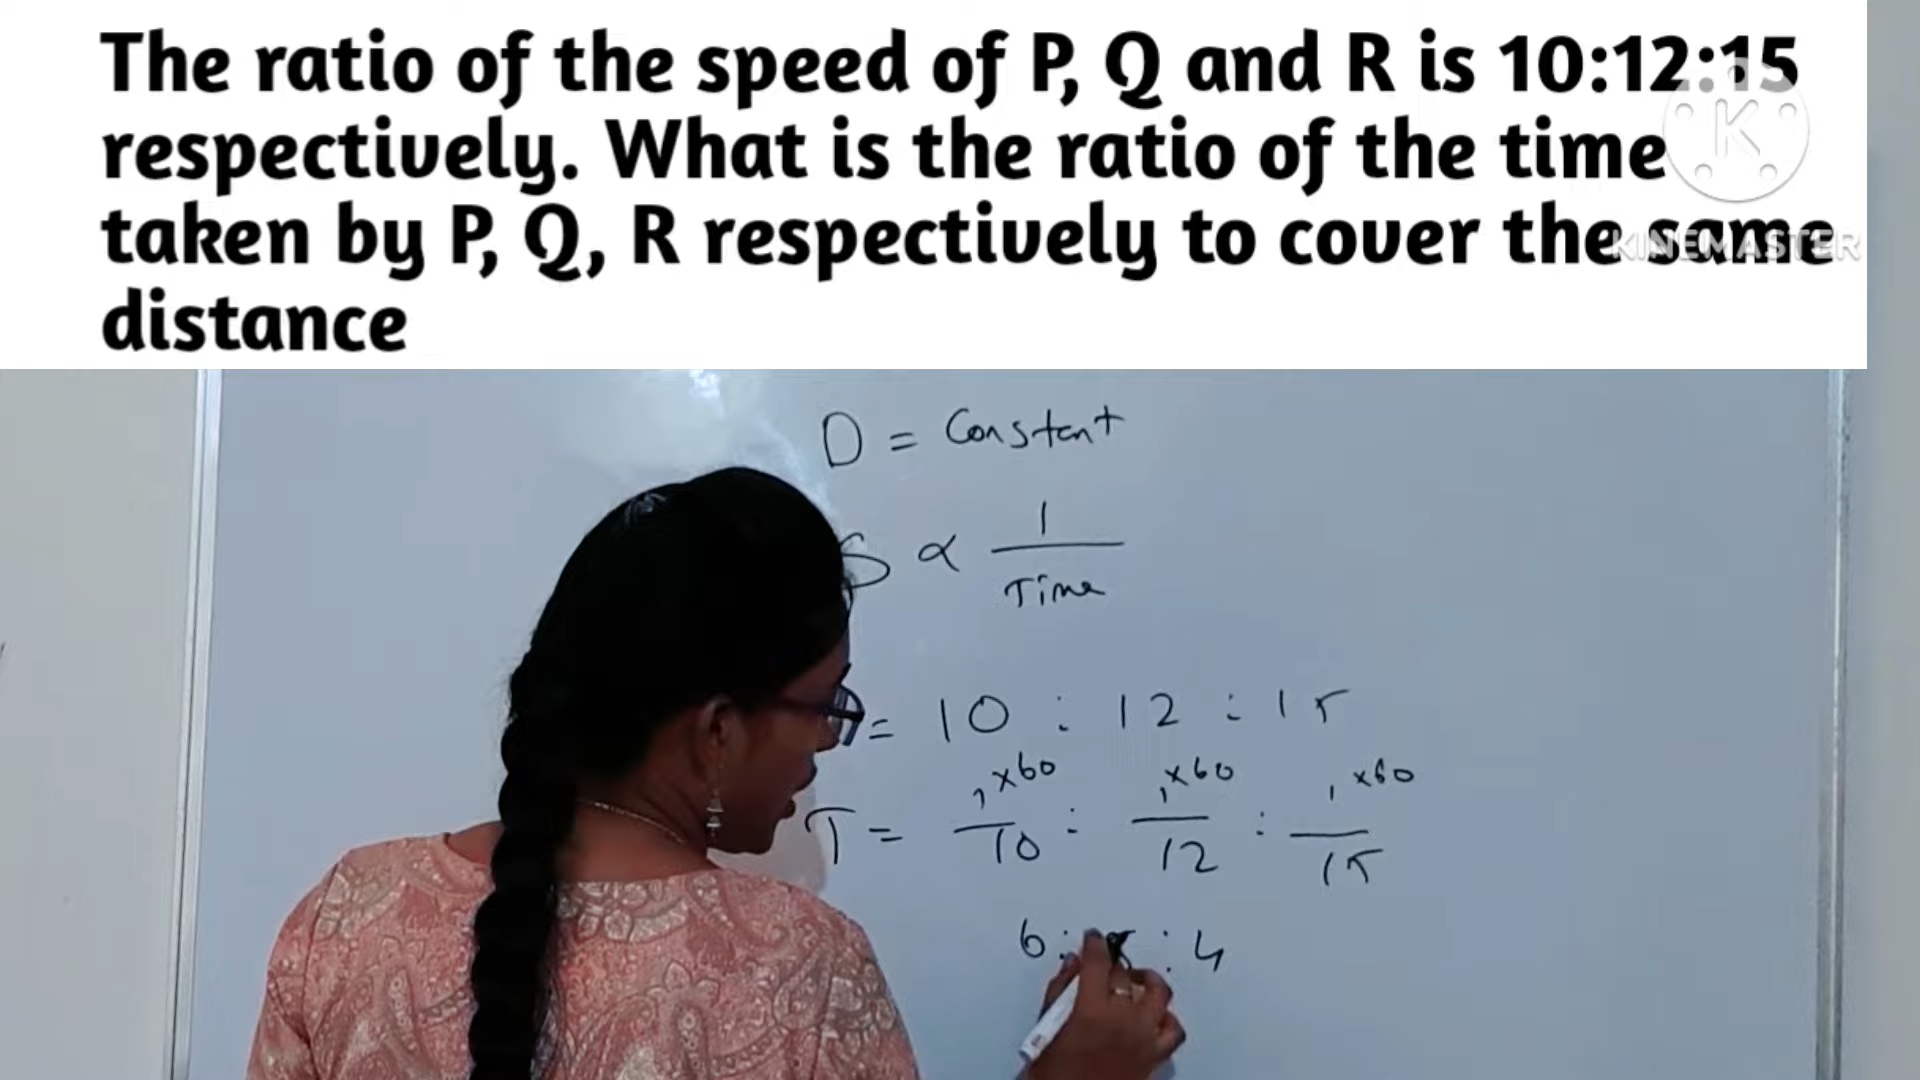 The ratio of the speed of P, Q and R is 10:12:15
respectively. What is the ratio of the time
taken by P, Q, R respectively to cover the same
distance
K
KINEMASTER
D = Constant
S ∝ 1/Time
= 10 : 12 : 15
T = 1×60/10 : 1×60/12 : 1×60/15
6 : : 4